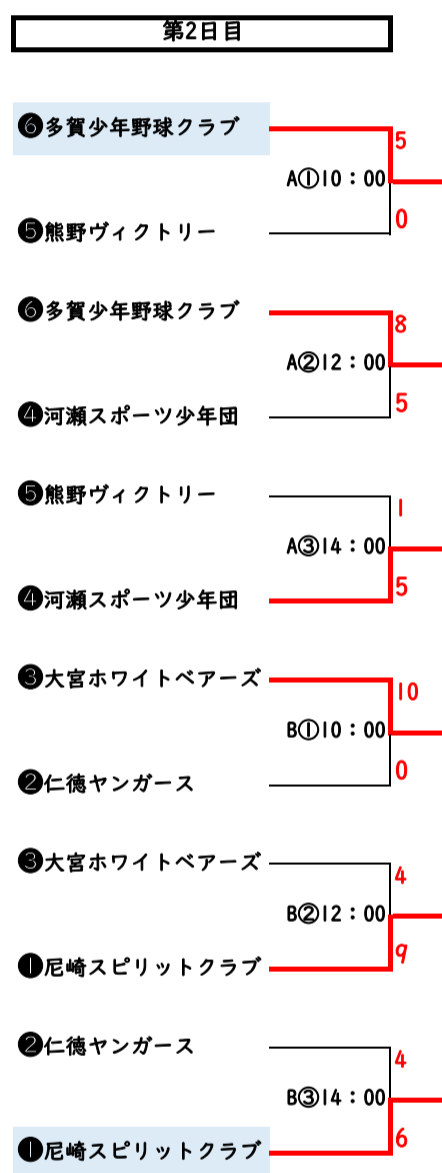 第2日目
❻多賀少年野球クラブ
5
A①10：00
0
❺熊野ヴィクトリー
❻多賀少年野球クラブ
8
A②12：00
5
❹河瀬スポーツ少年団
❺熊野ヴィクトリー
1
A③14：00
5
❹河瀬スポーツ少年団
❸大宮ホワイトベアーズ
10
B①10：00
0
❷仁徳ヤンガース
❸大宮ホワイトベアーズ
4
B②12：00
9
❶尼崎スピリットクラブ
❷仁徳ヤンガース
4
B③14：00
6
❶尼崎スピリットクラブ